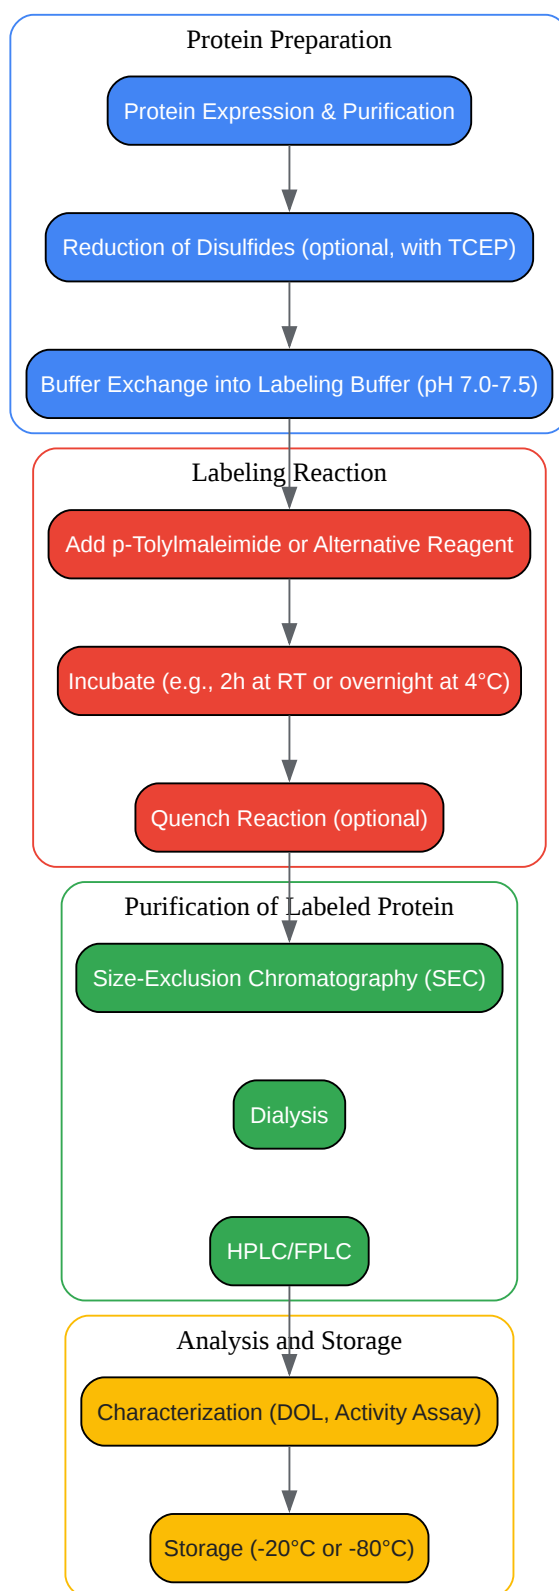 Protein Preparation
Protein Expression & Purification
Reduction of Disulfides (optional, with TCEP)
Buffer Exchange into Labeling Buffer (pH 7.0-7.5)
Labeling Reaction
Add p-Tolylmaleimide or Alternative Reagent
Incubate (e.g., 2h at RT or overnight at 4°C)
Quench Reaction (optional)
Purification of Labeled Protein
Size-Exclusion Chromatography (SEC)
Dialysis
HPLC/FPLC
Analysis and Storage
Characterization (DOL, Activity Assay)
Storage (-20°C or -80°C)